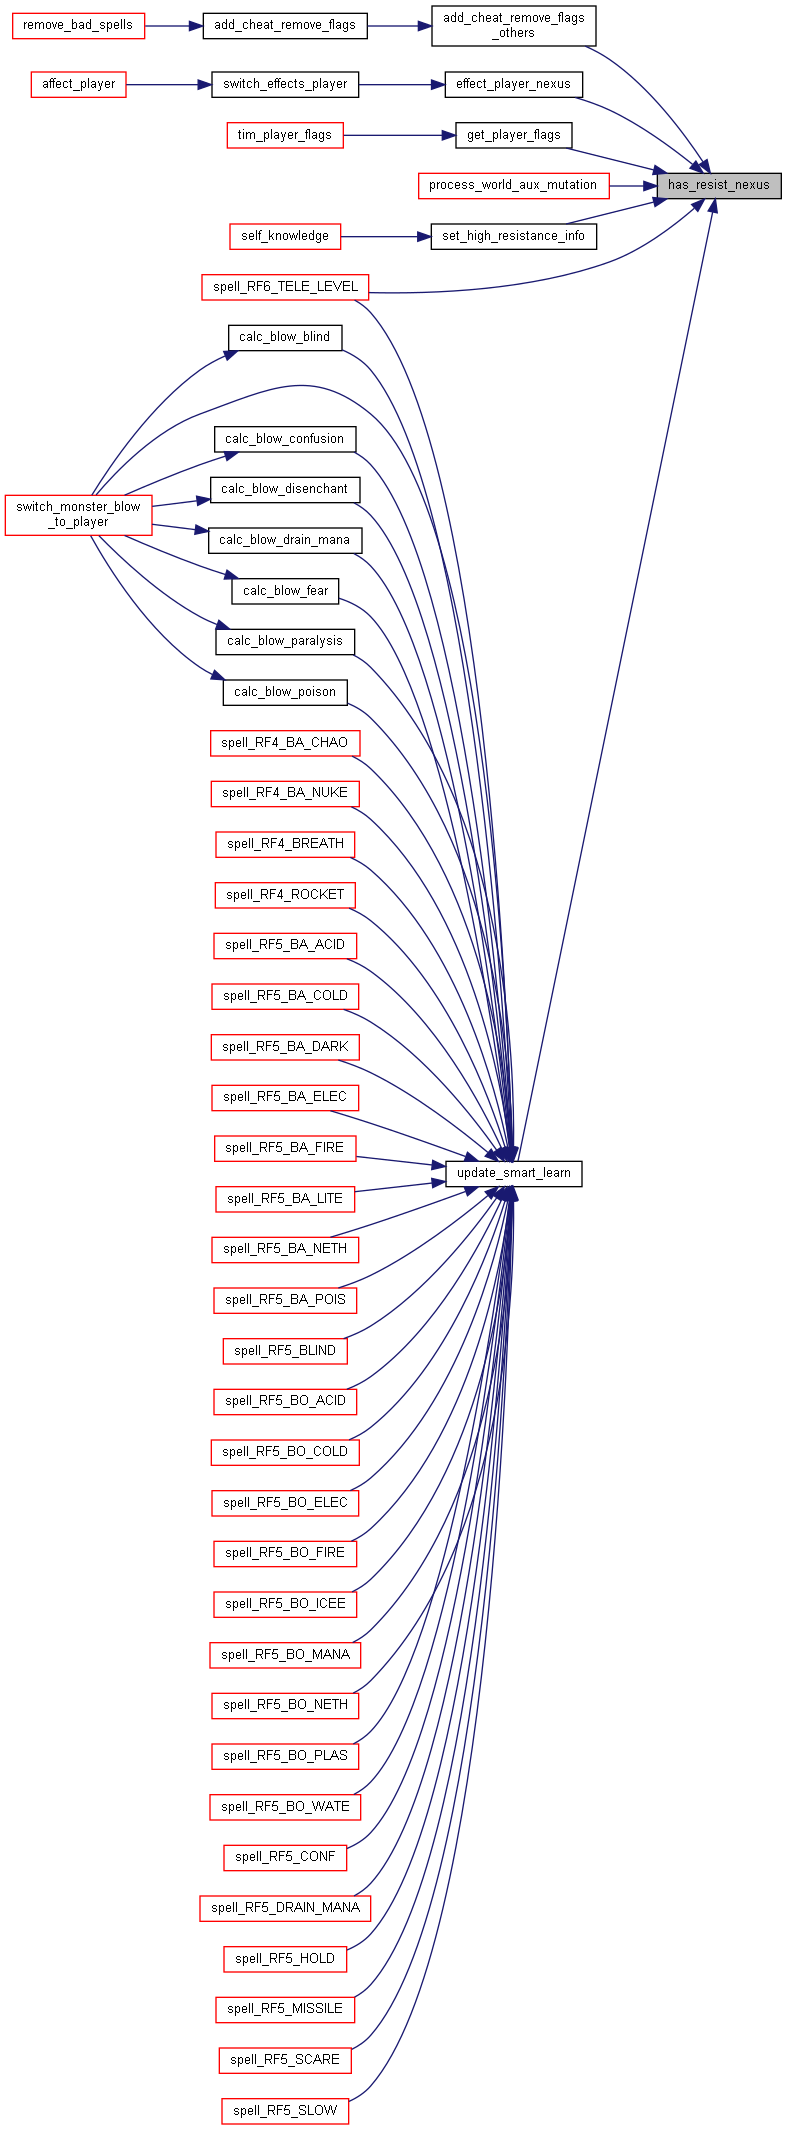 remove_bad_spells
add_cheat_remove_flags
add_cheat_remove_flags
_others
affect_player
switch_effects_player
effect_player_nexus
tim_player_flags
get_player_flags
process_world_aux_mutation
has_resist_nexus
self_knowledge
set_high_resistance_info
spell_RF6_TELE_LEVEL
calc_blow_blind
calc_blow_confusion
calc_blow_disenchant
switch_monster_blow
_to_player
calc_blow_drain_mana
calc_blow_fear
calc_blow_paralysis
calc_blow_poison
spell_RF4_BA_CHAO
spell_RF4_BA_NUKE
spell_RF4_BREATH
spell_RF4_ROCKET
spell_RF5_BA_ACID
spell_RF5_BA_COLD
spell_RF5_BA_DARK
spell_RF5_BA_ELEC
spell_RF5_BA_FIRE
update_smart_learn
spell_RF5_BA_LITE
spell_RF5_BA_NETH
spell_RF5_BA_POIS
spell_RF5_BLIND
spell_RF5_BO_ACID
spell_RF5_BO_COLD
spell_RF5_BO_ELEC
spell_RF5_BO_FIRE
spell_RF5_BO_ICEE
spell_RF5_BO_MANA
spell_RF5_BO_NETH
spell_RF5_BO_PLAS
spell_RF5_BO_WATE
spell_RF5_CONF
spell_RF5_DRAIN_MANA
spell_RF5_HOLD
spell_RF5_MISSILE
spell_RF5_SCARE
spell_RF5_SLOW